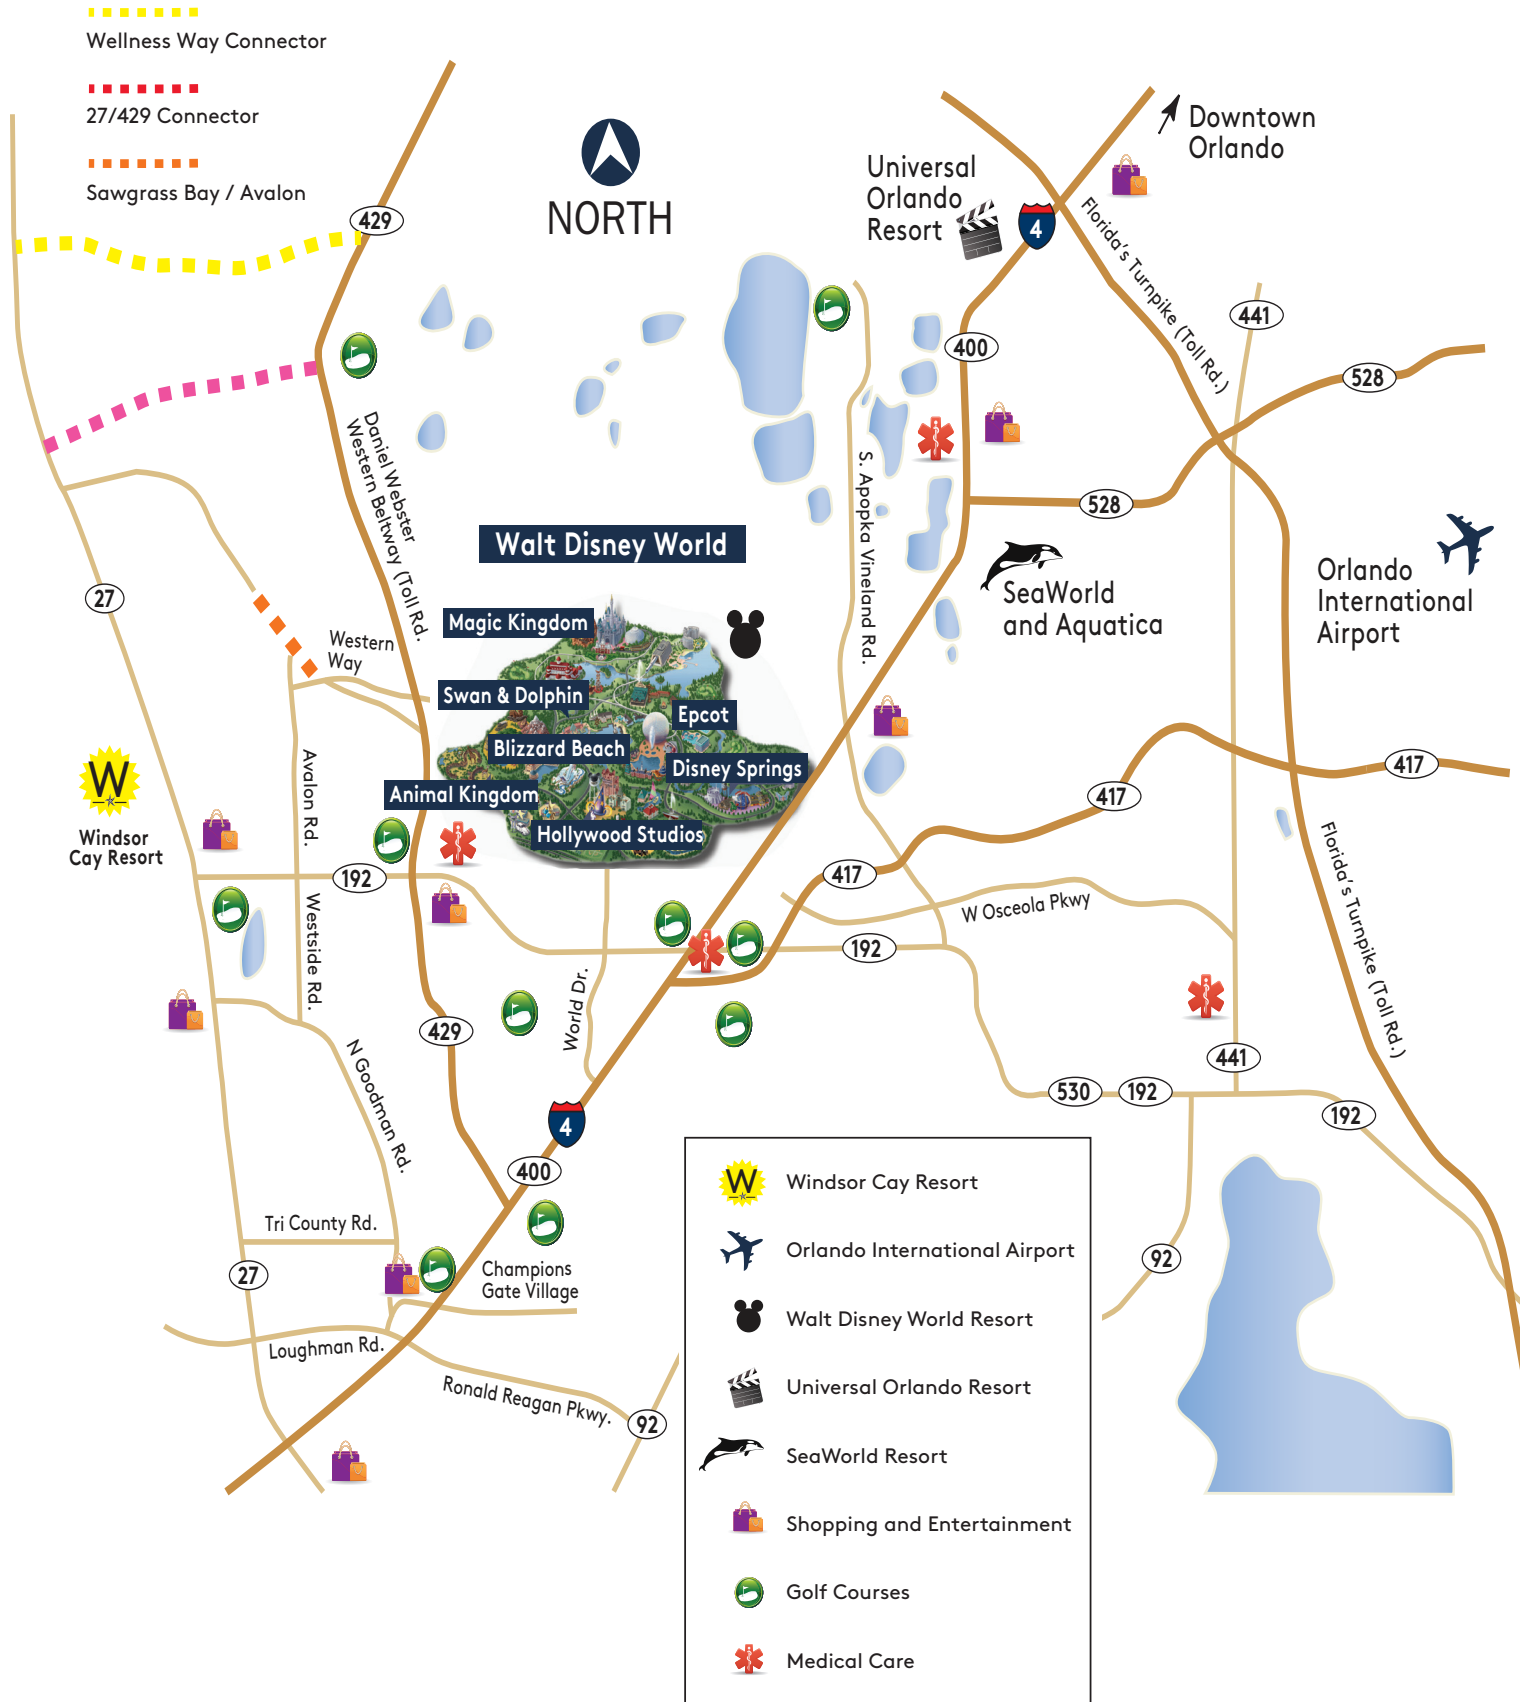 Wellness Way Connector
27/429 Connector
Sawgrass Bay / Avalon
429
NORTH
Universal
Orlando
Resort
4
Downtown
Orlando
Florida's Turnpike (Toll Rd.)
441
400
528
528
Daniel Webster
Western Beltway (Toll Rd.
S. Apopka Vineland Rd.
Walt Disney World
27
Western
Way
Magic Kingdom
Swan & Dolphin
Epcot
Blizzard Beach
Disney Springs
Animal Kingdom
Hollywood Studios
SeaWorld
and Aquatica
Orlando
International
Airport
W
Windsor
Cay Resort
Avalon Rd.
417
417
417
192
Westside Rd.
W Osceola Pkwy
192
Florida's Turnpike (Toll Rd.)
World Dr.
429
N Goodman Rd.
441
530
192
192
4
400
Tri County Rd.
27
Champions
Gate Village
92
Loughman Rd.
Ronald Reagan Pkwy.
92
W
Windsor Cay Resort
Orlando International Airport
Walt Disney World Resort
Universal Orlando Resort
SeaWorld Resort
Shopping and Entertainment
Golf Courses
Medical Care